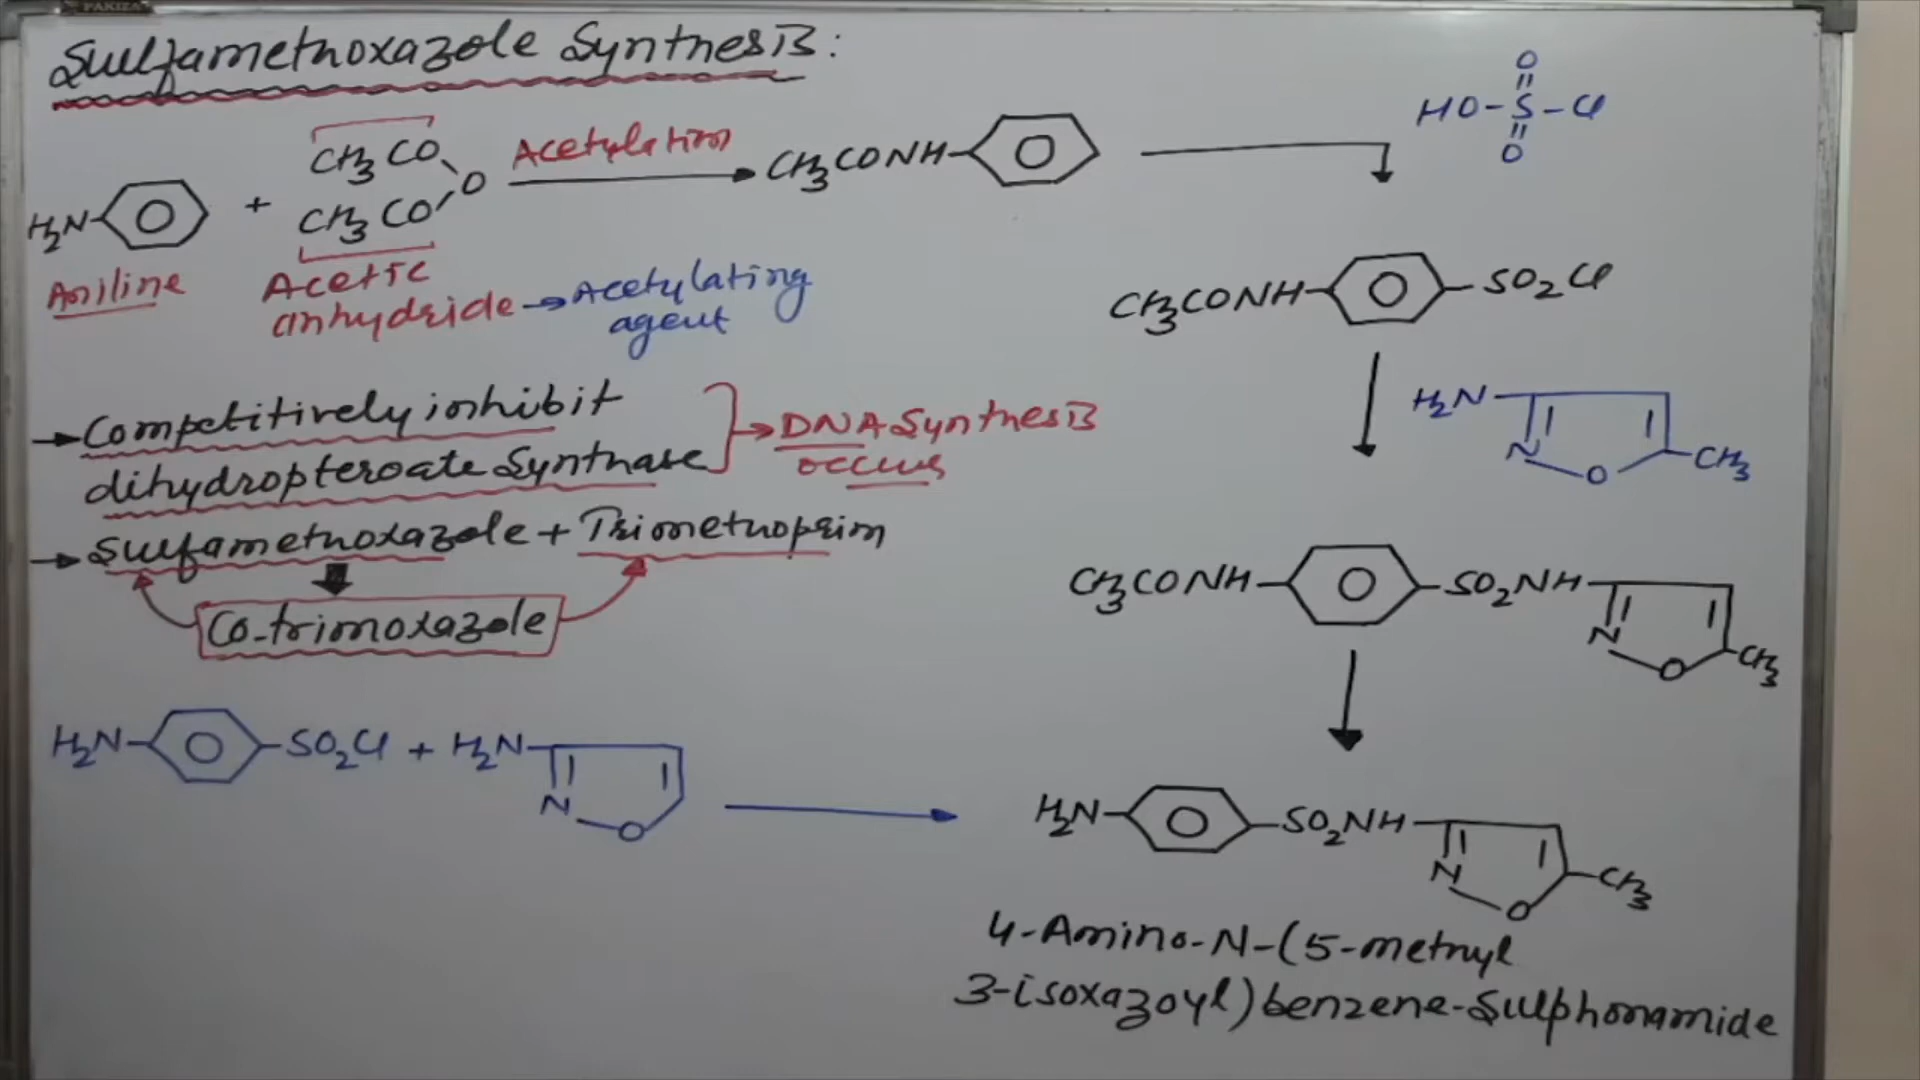 PAKIZA
Sulfamethoxazole Synthesis:
O
HO-S-Cl
O
CH3CO
CH3CO
O
H2N
+
Acetylation
CH3CONH
Aniline
Acetic
anhydride → Acetylating
agent
CH3CONH
SO2Cl
H2N
N
O
CH3
→ Competitively inhibit
dihydropteroate Synthase
→ DNA Synthesis
occurs
→ Sulfamethoxazole + Trimethoprim
Co-trimoxazole
CH3CONH
SO2NH
N
O
CH3
H2N
SO2Cl + H2N
N
O
H2N
SO2NH
N
O
CH3
4-Amino-N-(5-methyl
3-isoxazoyl) benzene-Sulphonamide